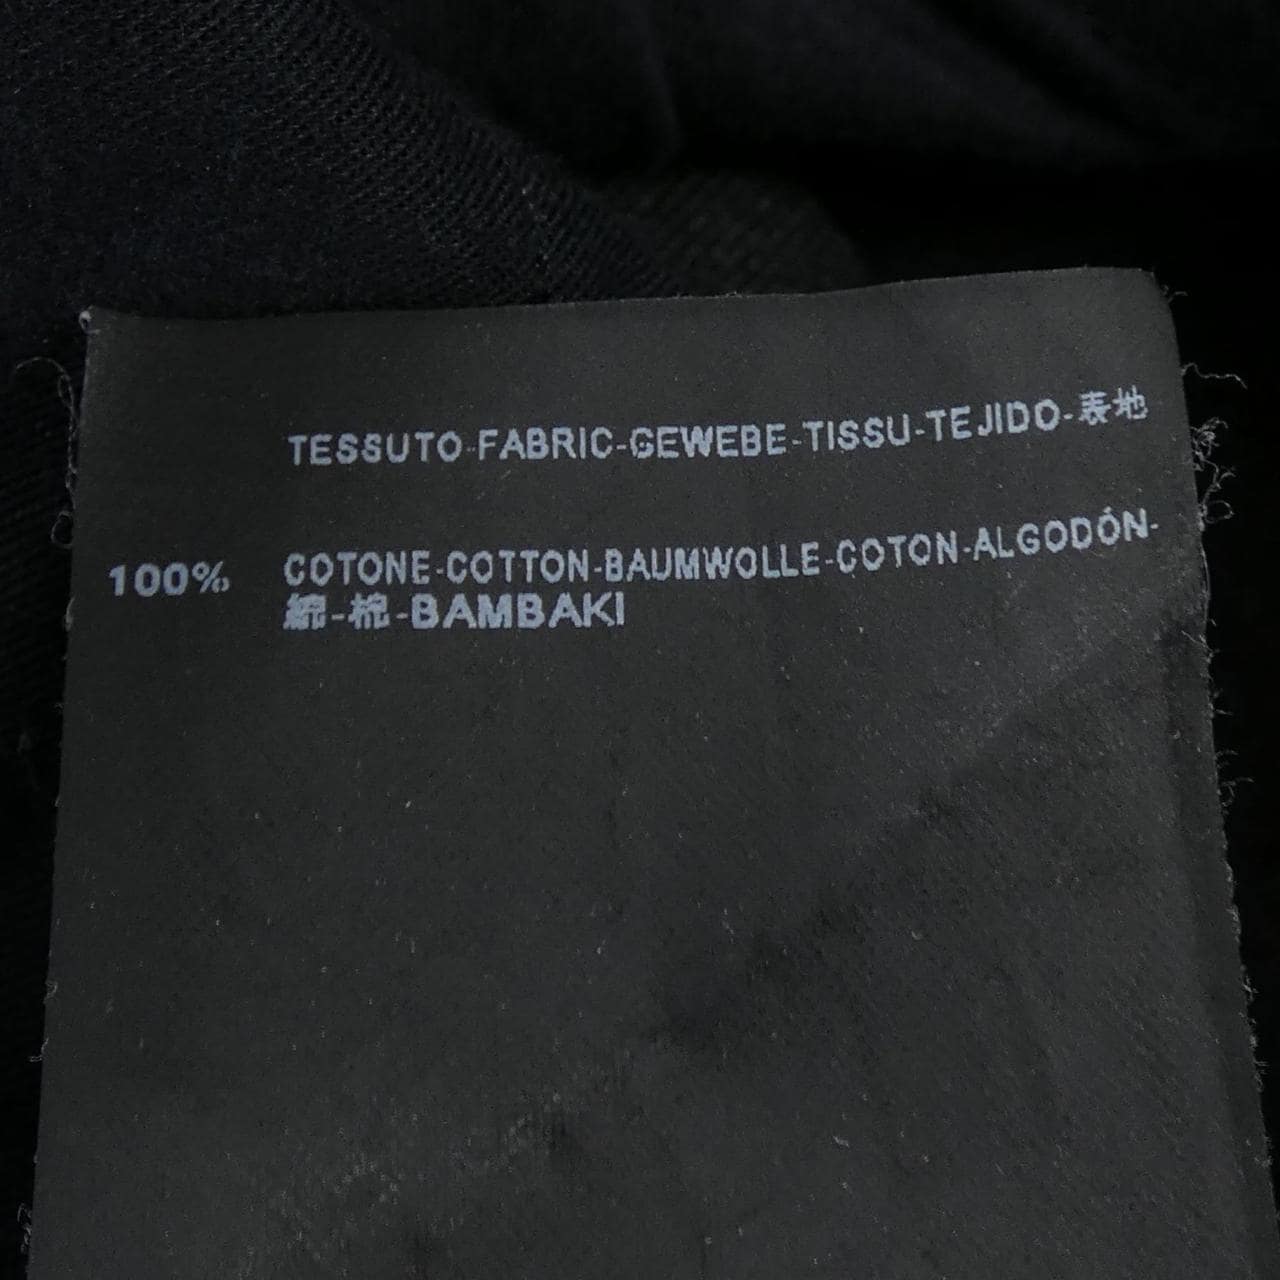 TESSUTO-FABRIC-GEWEBE-TISSU-TEJIDO-表地
100% COTONE-COTTON-BAUMWOLLE-COTON-ALGODÓN-
綿-棉-BAMBAKI